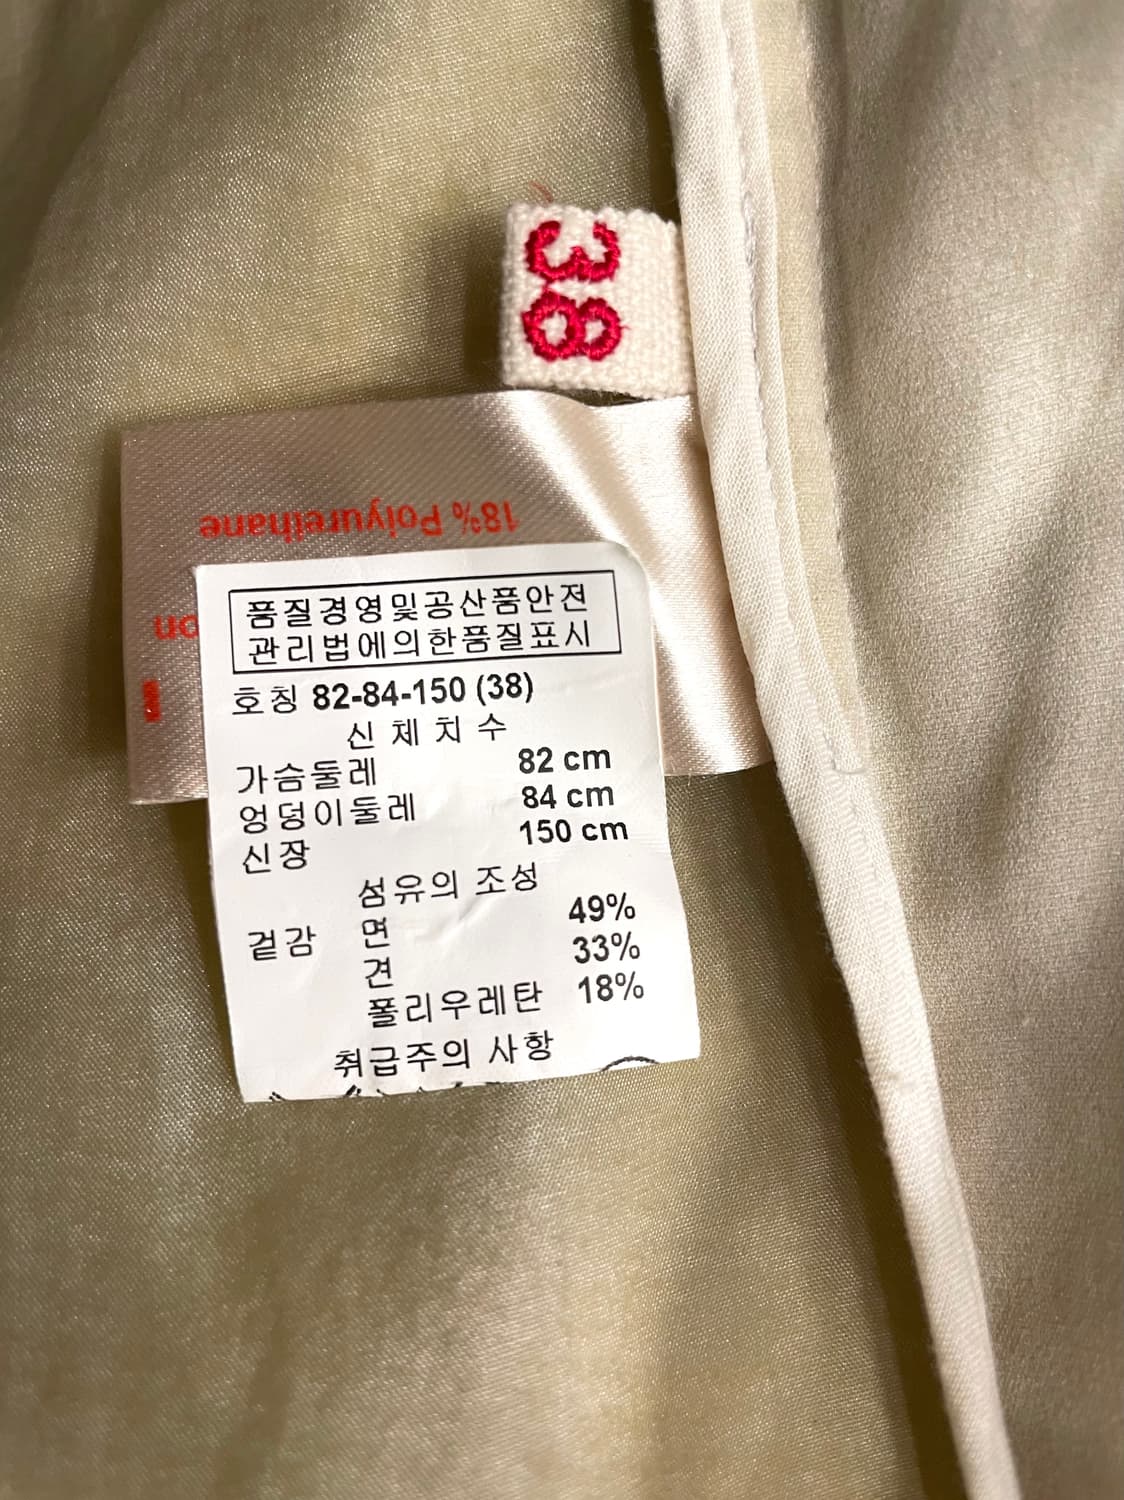 38
18% Polyurethane
품질경영및공산품안전
관리법에의한품질표시
호칭 82-84-150 (38)
신체치수
가슴둘레 82 cm
엉덩이둘레 84 cm
신장 150 cm
섬유의 조성
겉감 면 49%
견 33%
폴리우레탄 18%
취급주의 사항